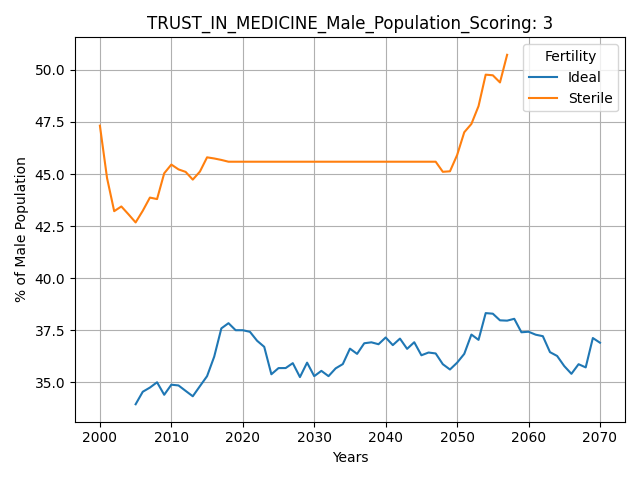 TRUST_IN_MEDICINE_Male_Population_Scoring: 3
Fertility
Ideal
Sterile
50.0
47.5
45.0
42.5
40.0
37.5
35.0
% of Male Population
2000 2010 2020 2030 2040 2050 2060 2070
Years